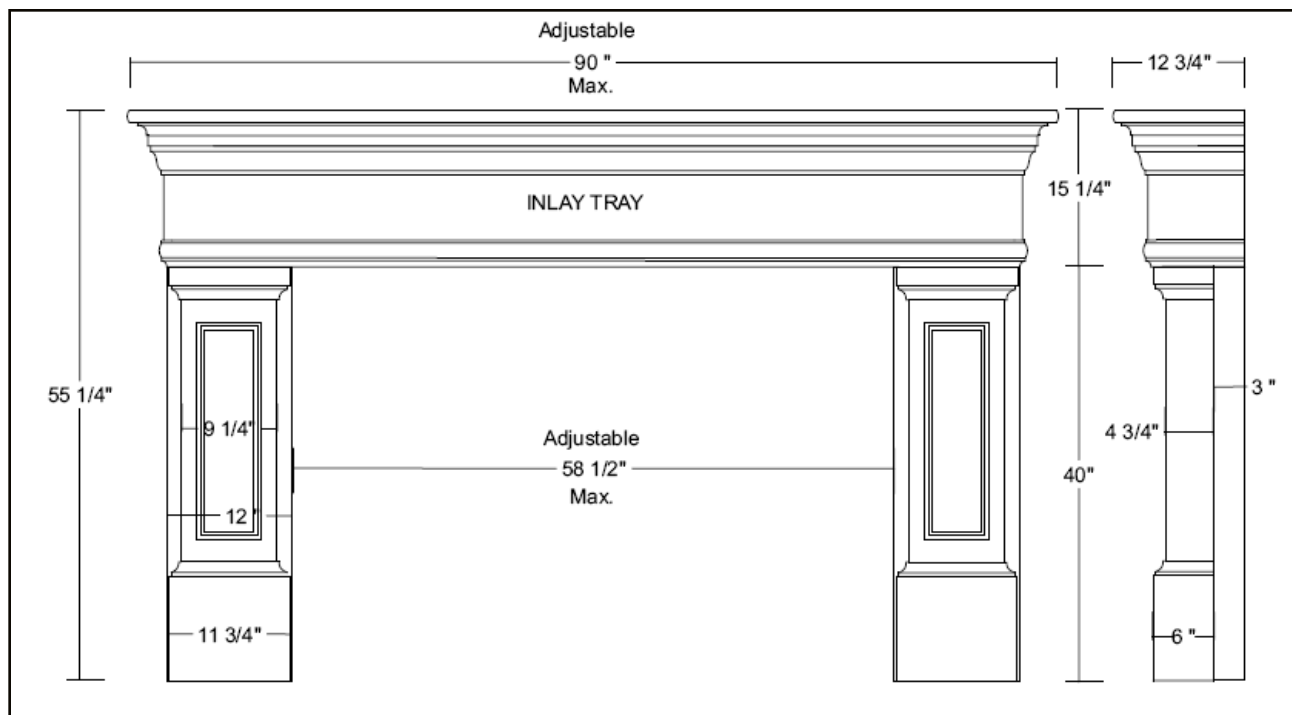 Adjustable
90 "
Max.
12 3/4"
INLAY TRAY
15 1/4"
55 1/4"
3 "
9 1/4"
4 3/4"
Adjustable
58 1/2"
Max.
40"
12 "
11 3/4"
6 "